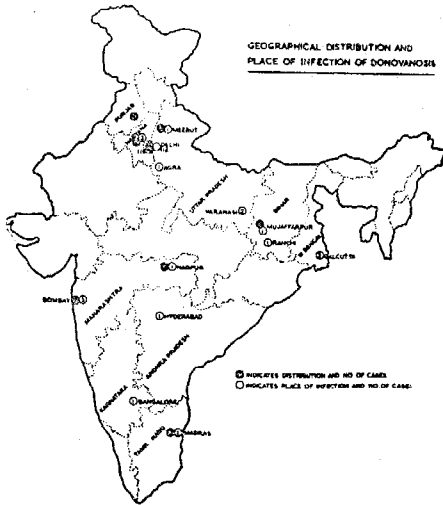 GEOGRAPHICAL DISTRIBUTION AND
PLACE OF INFECTION OF DONOVANOSIS
PUNJAB
MEERUT
AGRA
UTTAR PRADESH
BIHAR
VARANASI
MUJAFFARPUR
RANCHI
W BENGAL
CALCUTTA
NAGPUR
BOMBAY
MAHARASHTRA
HYDERABAD
ANDHRA PRADESH
KARNATAKA
BANGALORE
TAMIL NADU
MADRAS
INDICATES DISTRIBUTION AND NO OF CASES
INDICATES PLACE OF INFECTION AND NO. OF CASES